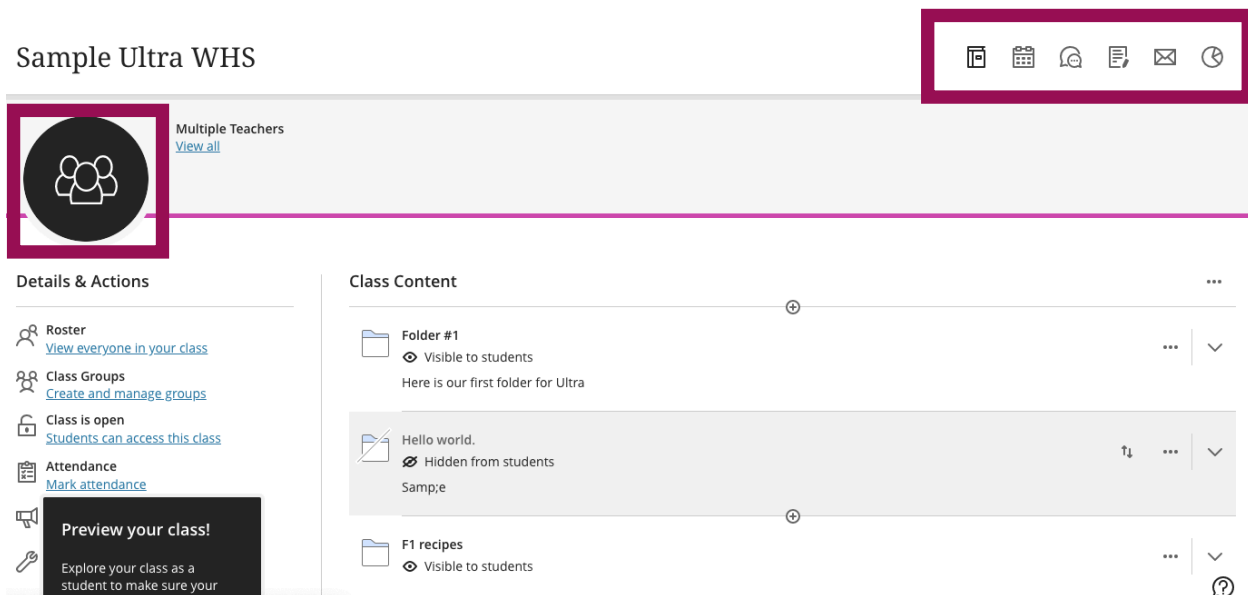 Sample Ultra WHS
Multiple Teachers
View all
Details & Actions
Roster
View everyone in your class
Class Groups
Create and manage groups
Class is open
Students can access this class
Attendance
Mark attendance
Preview your class!
Explore your class as a
student to make sure your
Class Content
Folder #1
Visible to students
Here is our first folder for Ultra
Hello world.
Hidden from students
Samp;e
F1 recipes
Visible to students